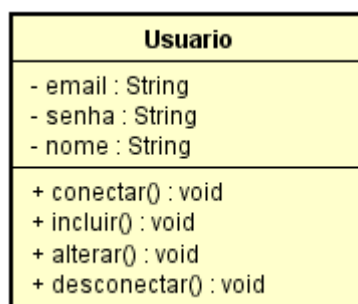 Usuario
- email : String
- senha : String
- nome : String
+ conectar() : void
+ incluir() : void
+ alterar() : void
+ desconectar() : void